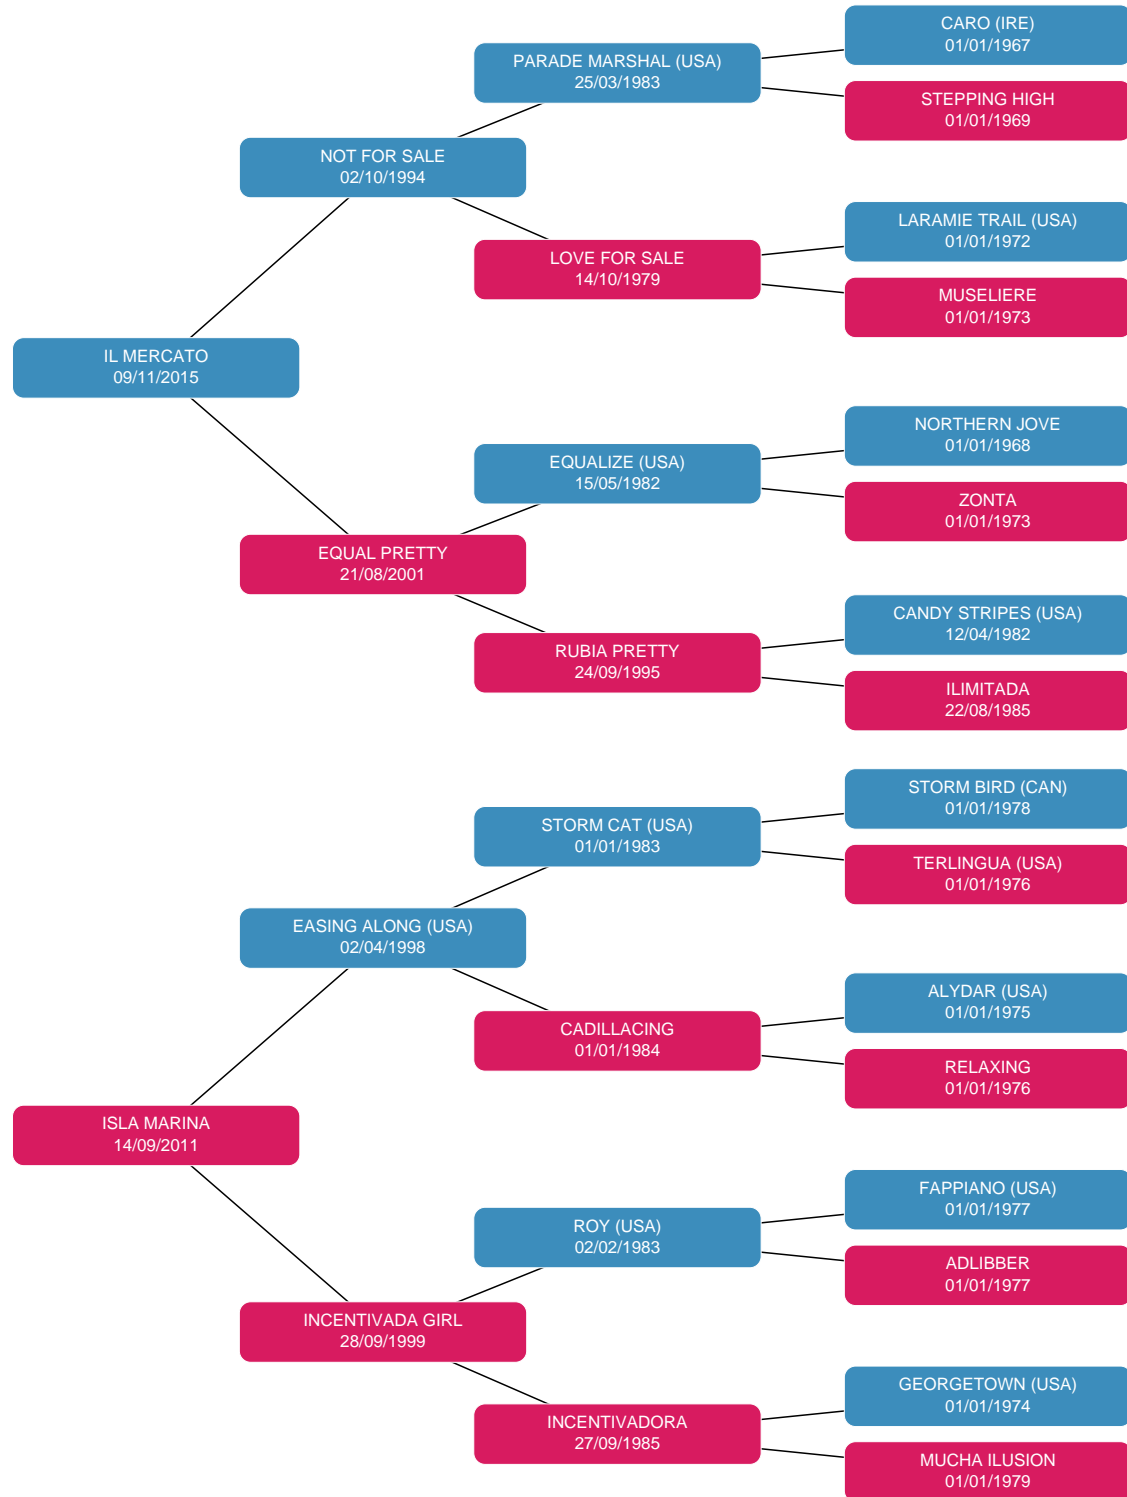 CARO (IRE)
01/01/1967
PARADE MARSHAL (USA)
25/03/1983
STEPPING HIGH
01/01/1969
NOT FOR SALE
02/10/1994
LARAMIE TRAIL (USA)
01/01/1972
LOVE FOR SALE
14/10/1979
MUSELIERE
01/01/1973
IL MERCATO
09/11/2015
NORTHERN JOVE
01/01/1968
EQUALIZE (USA)
15/05/1982
ZONTA
01/01/1973
EQUAL PRETTY
21/08/2001
CANDY STRIPES (USA)
12/04/1982
RUBIA PRETTY
24/09/1995
ILIMITADA
22/08/1985
STORM BIRD (CAN)
01/01/1978
STORM CAT (USA)
01/01/1983
TERLINGUA (USA)
01/01/1976
EASING ALONG (USA)
02/04/1998
ALYDAR (USA)
01/01/1975
CADILLACING
01/01/1984
RELAXING
01/01/1976
ISLA MARINA
14/09/2011
FAPPIANO (USA)
01/01/1977
ROY (USA)
02/02/1983
ADLIBBER
01/01/1977
INCENTIVADA GIRL
28/09/1999
GEORGETOWN (USA)
01/01/1974
INCENTIVADORA
27/09/1985
MUCHA ILUSION
01/01/1979